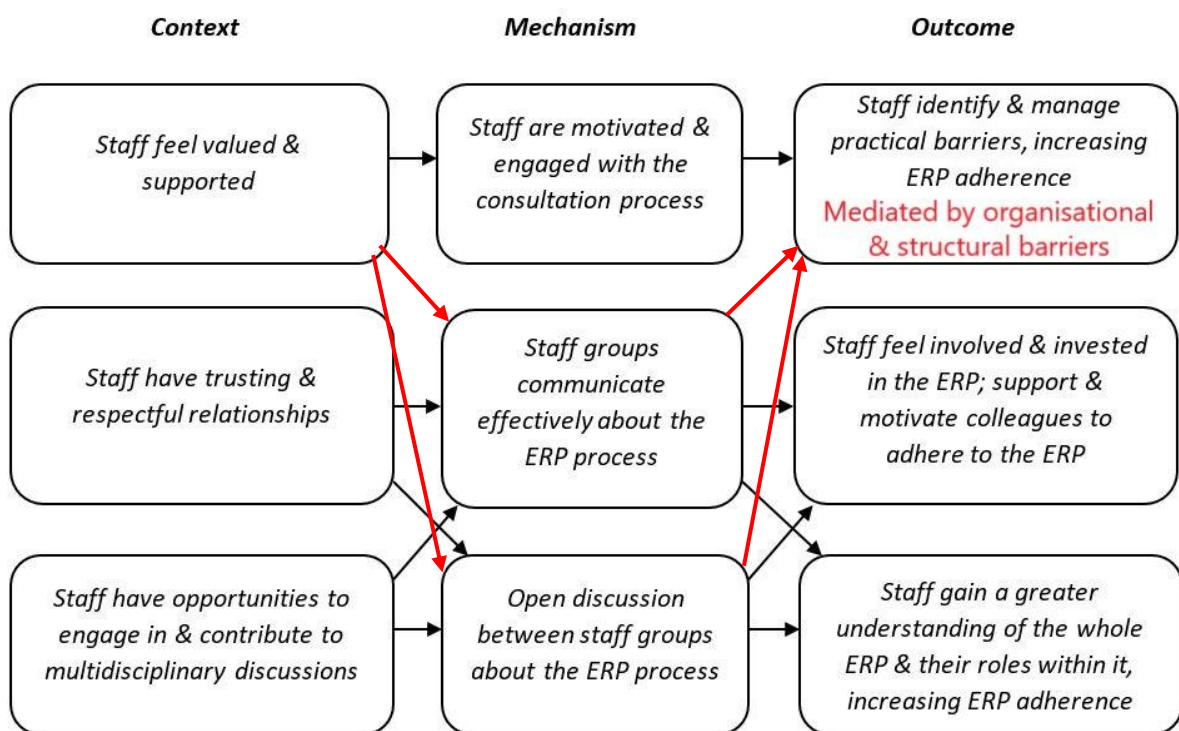 Context
Mechanism
Outcome
Staff feel valued &
supported
Staff are motivated &
engaged with the
consultation process
Staff identify & manage
practical barriers, increasing
ERP adherence
Mediated by organisational
& structural barriers
Staff have trusting &
respectful relationships
Staff groups
communicate
effectively about the
ERP process
Staff feel involved & invested
in the ERP; support &
motivate colleagues to
adhere to the ERP
Staff have opportunities to
engage in & contribute to
multidisciplinary discussions
Open discussion
between staff groups
about the ERP process
Staff gain a greater
understanding of the whole
ERP & their roles within it,
increasing ERP adherence